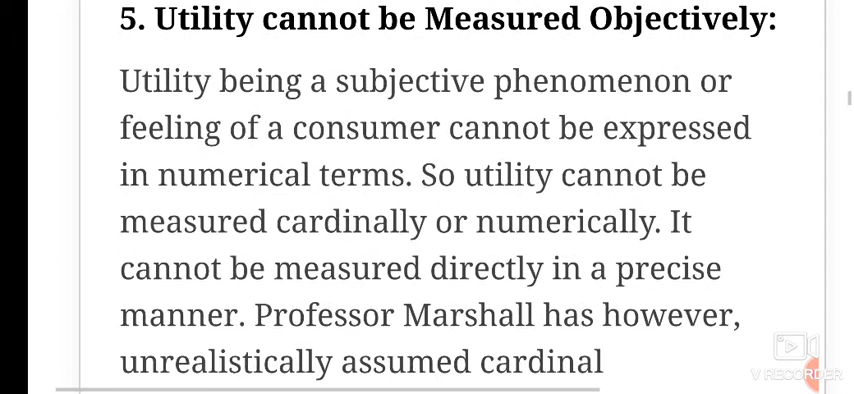 5. Utility cannot be Measured Objectively:
Utility being a subjective phenomenon or
feeling of a consumer cannot be expressed
in numerical terms. So utility cannot be
measured cardinally or numerically. It
cannot be measured directly in a precise
manner. Professor Marshall has however,
unrealistically assumed cardinal
V RECORDER